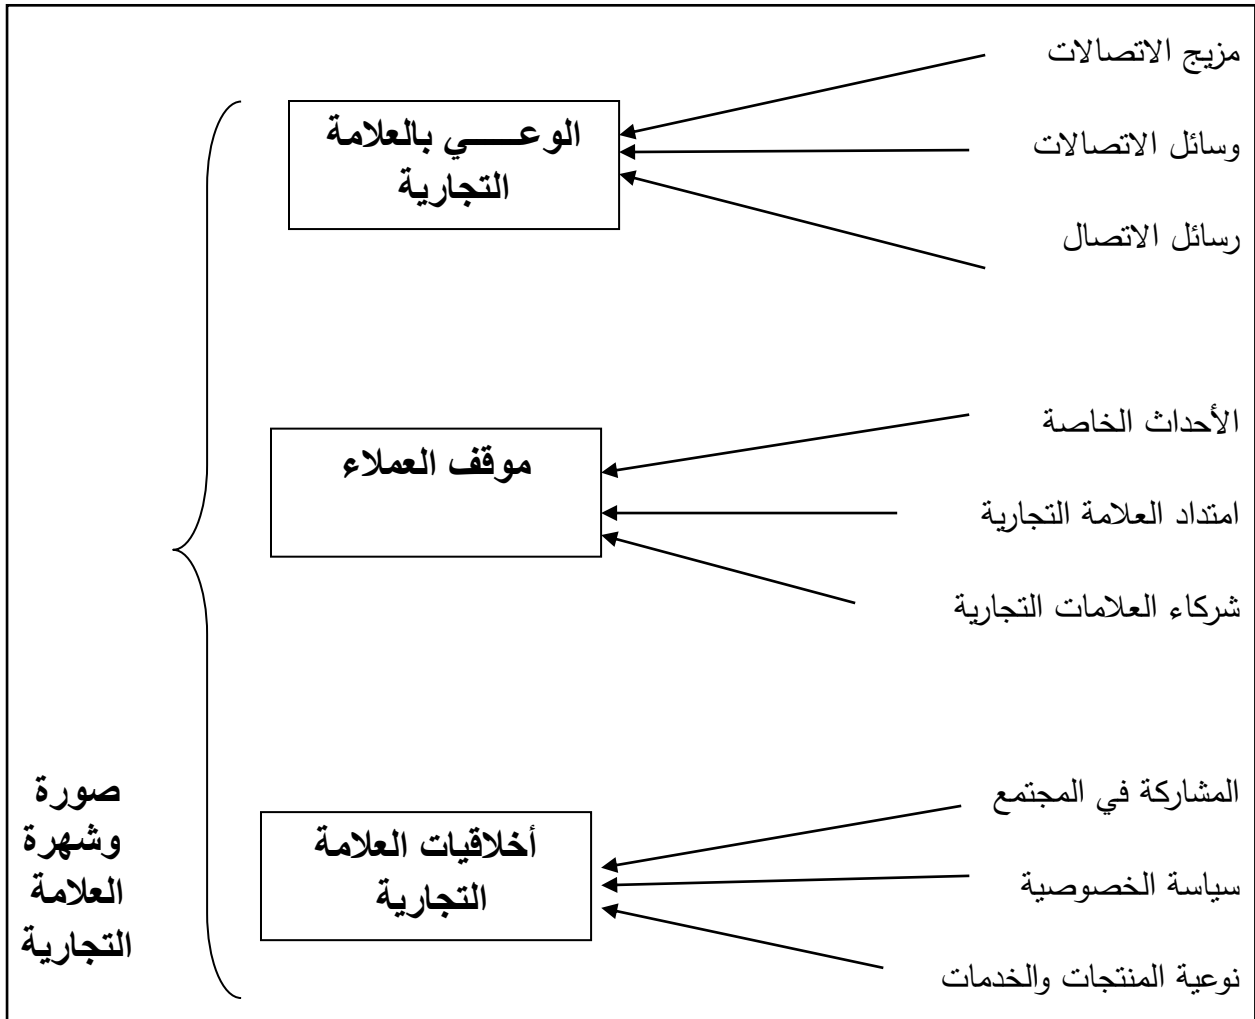 مزيج الاتصالات
الوعـــــي بالعلامة
التجارية
وسائل الاتصالات
رسائل الاتصال
الأحداث الخاصة
موقف العملاء
امتداد العلامة التجارية
شركاء العلامات التجارية
المشاركة في المجتمع
أخلاقيات العلامة
التجارية
سياسة الخصوصية
نوعية المنتجات والخدمات
صورة
وشهرة
العلامة
التجارية